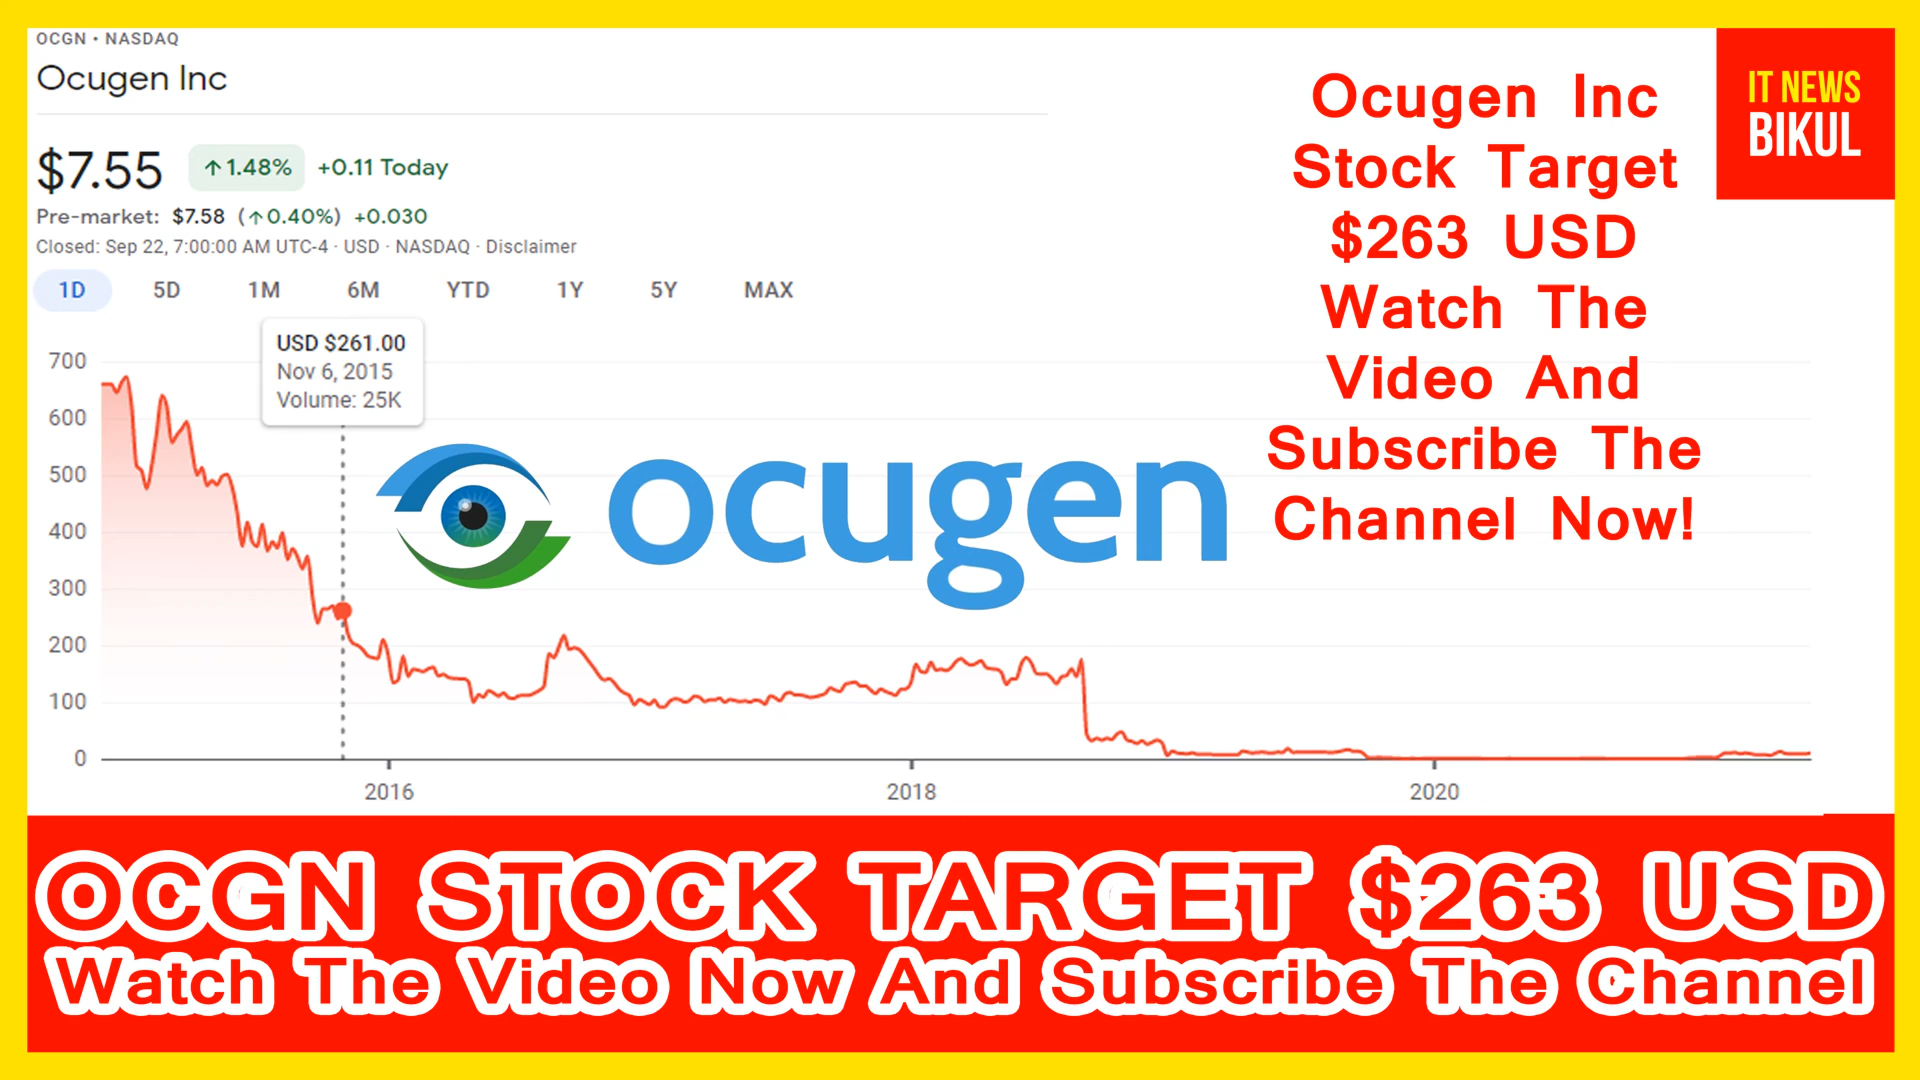 OCGN • NASDAQ
Ocugen Inc
$7.55 ↑1.48% +0.11 Today
Pre-market: $7.58 (↑0.40%) +0.030
Closed: Sep 22, 7:00:00 AM UTC-4 · USD · NASDAQ · Disclaimer
1D 5D 1M 6M YTD 1Y 5Y MAX
USD $261.00
Nov 6, 2015
Volume: 25K
700
600
500
400
300
200
100
0
2016 2018 2020
ocugen
Ocugen Inc
Stock Target
$263 USD
Watch The
Video And
Subscribe The
Channel Now!
IT NEWS
BIKUL
OCGN STOCK TARGET $263 USD
Watch The Video Now And Subscribe The Channel